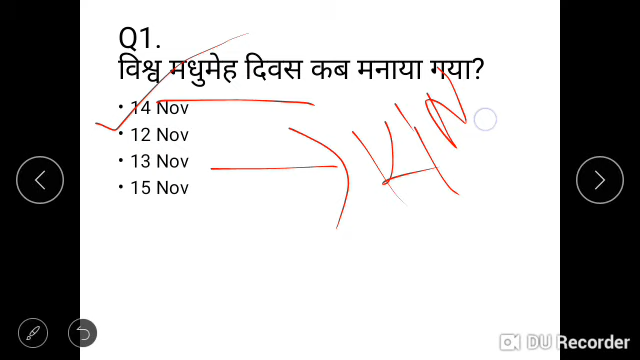 Q1.
विश्व मधुमेह दिवस कब मनाया गया?
• 14 Nov
• 12 Nov
• 13 Nov
• 15 Nov
DU Recorder